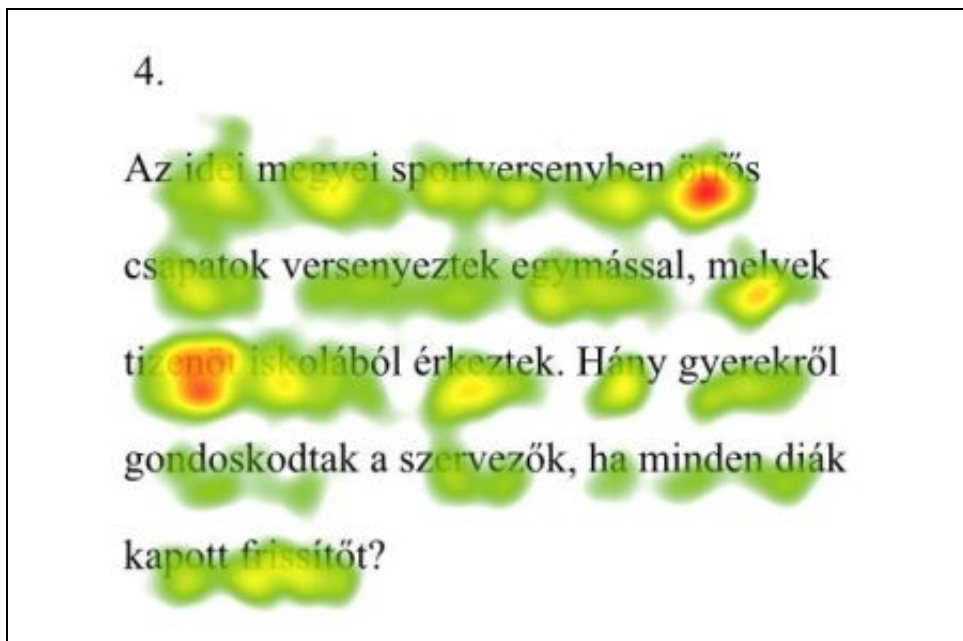 4.
Az idei megyei sportversenyben ötfős
csapatok versenyeztek egymással, melyek
tizenöt iskolából érkeztek. Hány gyerekről
gondoskodtak a szervezők, ha minden diák
kapott frissítőt?